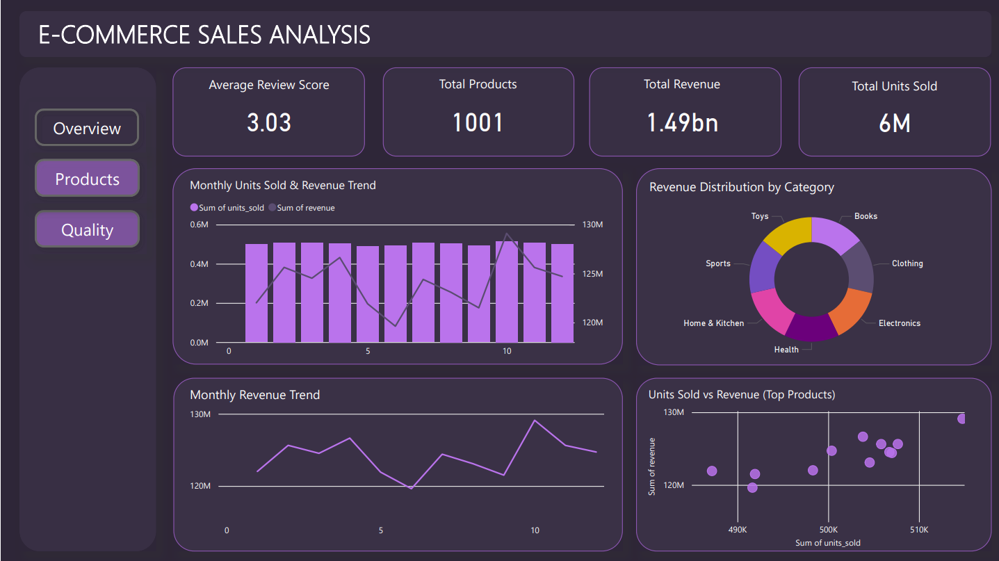 E-COMMERCE SALES ANALYSIS
Overview
Products
Quality
Average Review Score
3.03
Total Products
1001
Total Revenue
1.49bn
Total Units Sold
6M
Monthly Units Sold & Revenue Trend
Sum of units_sold Sum of revenue
0.6M
0.4M
0.2M
0.0M
130M
125M
120M
0 5 10
Revenue Distribution by Category
Toys
Books
Sports
Clothing
Home & Kitchen
Electronics
Health
Monthly Revenue Trend
130M
120M
0 5 10
Units Sold vs Revenue (Top Products)
Sum of revenue
130M
120M
490K 500K 510K
Sum of units_sold